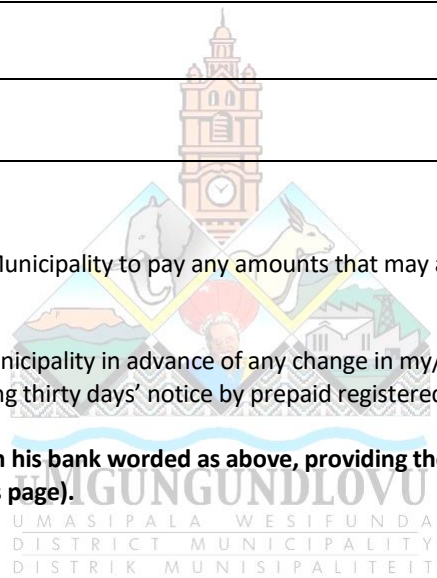 Municipality to pay any amounts that may a
nicipality in advance of any change in my/
ng thirty days’ notice by prepaid registered
n his bank worded as above, providing the
s page).
uMGUNGUNDLOVU
UMASIPALA WESIFUNDA
DISTRICT MUNICIPALITY
DISTRIK MUNISIPALITEIT